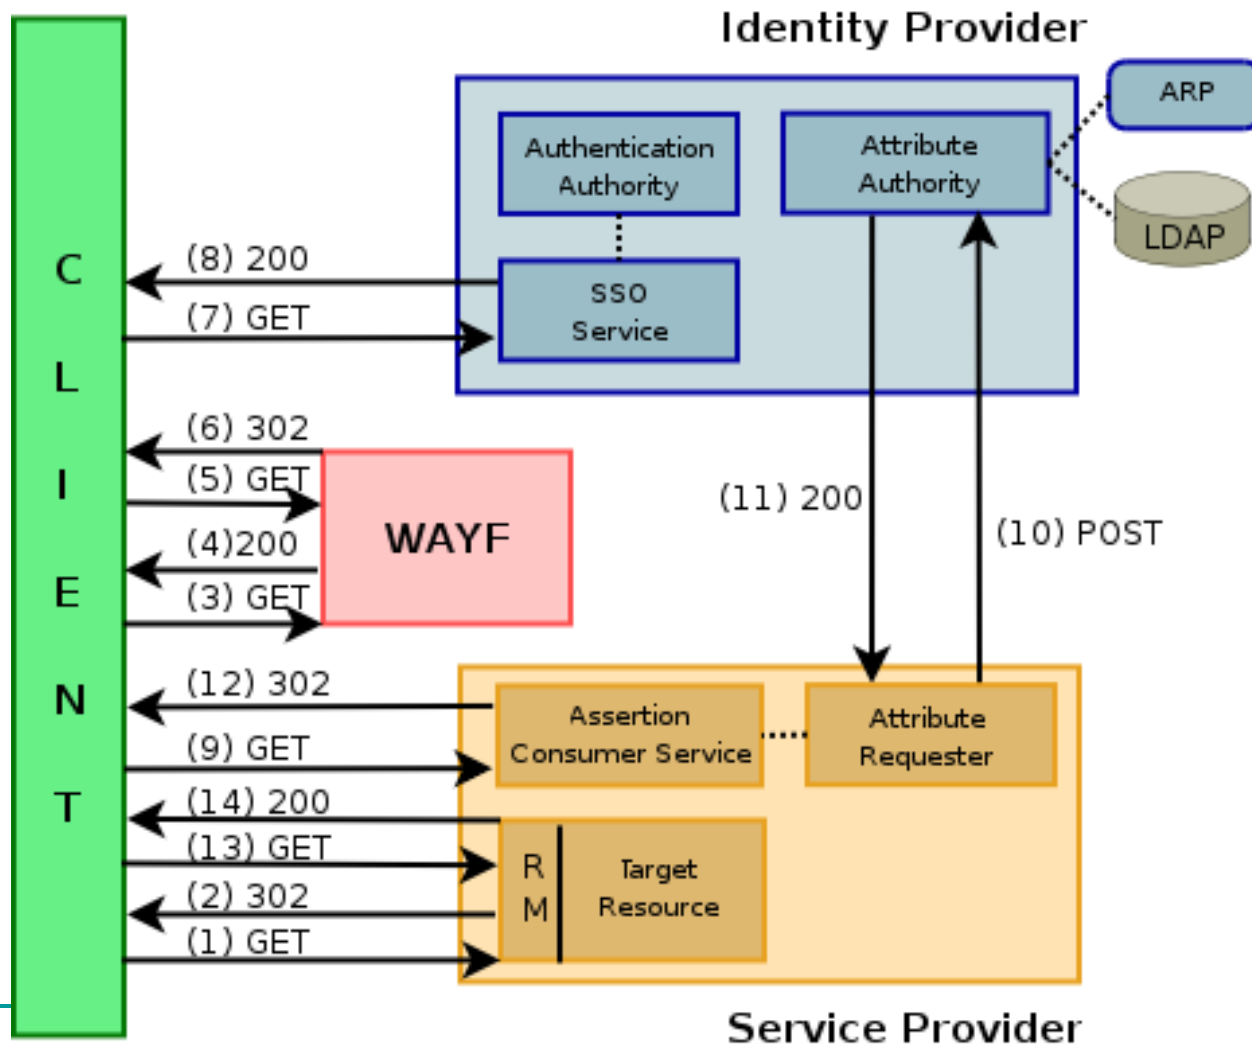 Identity Provider
ARP
Authentication
Authority
Attribute
Authority
LDAP
(8) 200
SSO
Service
(7) GET
C
L
I
E
N
T
(6) 302
(5) GET
(4)200
(3) GET
WAYF
(11) 200
(10) POST
(12) 302
Assertion
Consumer Service
Attribute
Requester
(9) GET
(14) 200
(13) GET
R
M
Target
Resource
(2) 302
(1) GET
Service Provider